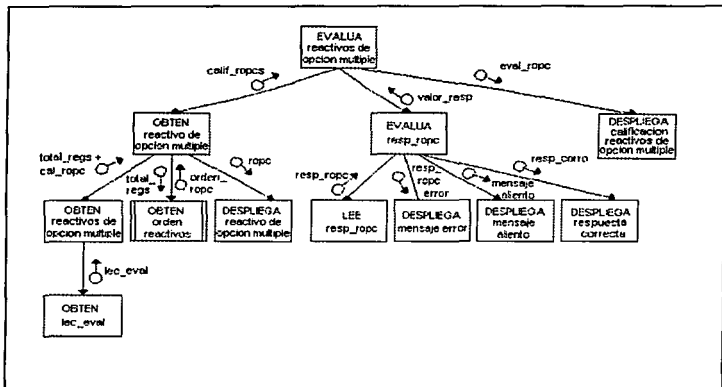 EVALUA
reactivos de
opcion multiple
calif_ropcs
eval_ropc
valor_resp
OBTEN
reactivo de
opcion multiple
EVALUA
resp_ropc
DESPLIEGA
calificacion
reactivos de
opcion multiple
total_regs +
cal_ropc
total_
regs
orden_
ropc
ropc
resp_ropc
resp_
ropc
error
mensaje
aliento
resp_corro
OBTEN
reactivos de
opcion multiple
OBTEN
orden
reactivos
DESPLIEGA
reactivo de
opcion multiple
LEE
resp_ropc
DESPLIEGA
mensaje error
DESPLIEGA
mensaje
aliento
DESPLIEGA
respuesta
correcta
lec_eval
OBTEN
lec_eval